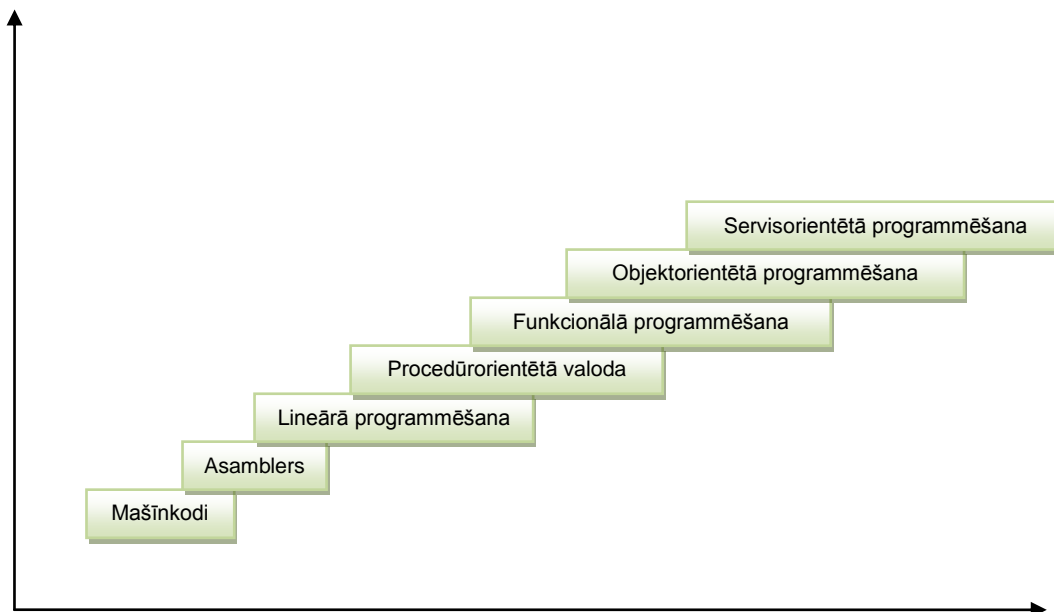 Servisorientētā programmēšana
Objektorientētā programmēšana
Funkcionālā programmēšana
Procedūrorientētā valoda
Lineārā programmēšana
Asamblers
Mašīnkodi